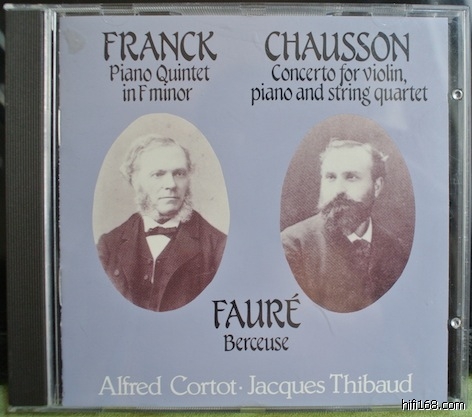 FRANCK
Piano Quintet
in F minor
CHAUSSON
Concerto for violin,
piano and string quartet
FAURÉ
Berceuse
Alfred Cortot · Jacques Thibaud
hifi168.com